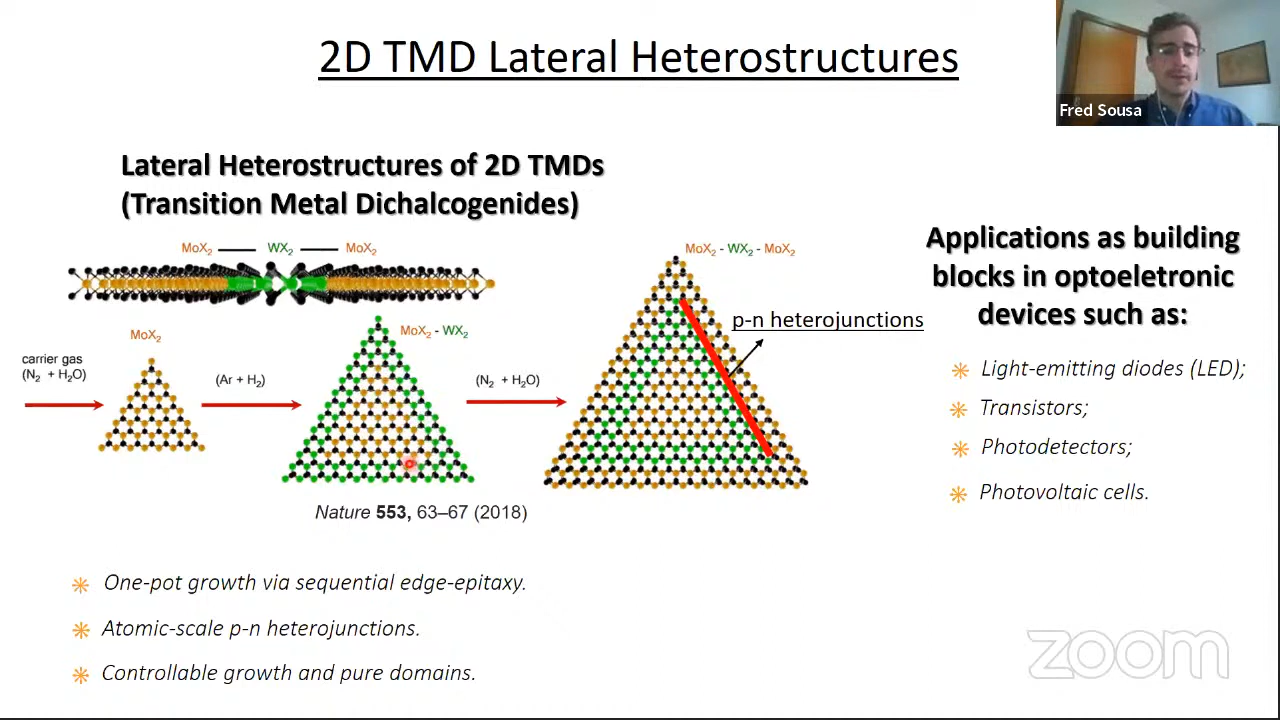 2D TMD Lateral Heterostructures
Fred Sousa
Lateral Heterostructures of 2D TMDs
(Transition Metal Dichalcogenides)
MoX2 WX2 MoX2
MoX2
carrier gas
(N2 + H2O)
(Ar + H2)
MoX2 - WX2
(N2 + H2O)
MoX2 - WX2 - MoX2
p-n heterojunctions
Nature 553, 63–67 (2018)
Applications as building
blocks in optoeletronic
devices such as:
Light-emitting diodes (LED);
Transistors;
Photodetectors;
Photovoltaic cells.
One-pot growth via sequential edge-epitaxy.
Atomic-scale p-n heterojunctions.
Controllable growth and pure domains.
zoom